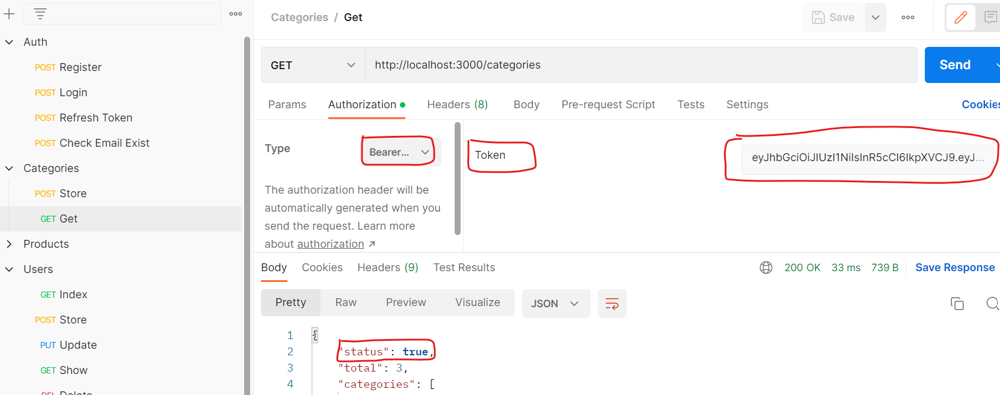 Auth
POST Register
POST Login
POST Refresh Token
POST Check Email Exist
Categories
POST Store
GET Get
Products
Users
GET Index
POST Store
PUT Update
GET Show
DEL Delete
Categories / Get
Save
GET http://localhost:3000/categories
Send
Params Authorization Headers (8) Body Pre-request Script Tests Settings Cookies
Type Bearer...
The authorization header will be
automatically generated when you
send the request. Learn more
about authorization ↗
Token eyJhbGciOiJIUzI1NiIsInR5cCI6IkpXVCJ9.eyJ...
Body Cookies Headers (9) Test Results 200 OK 33 ms 739 B Save Response
Pretty Raw Preview Visualize JSON
1 {
2 "status": true,
3 "total": 3,
4 "categories": [